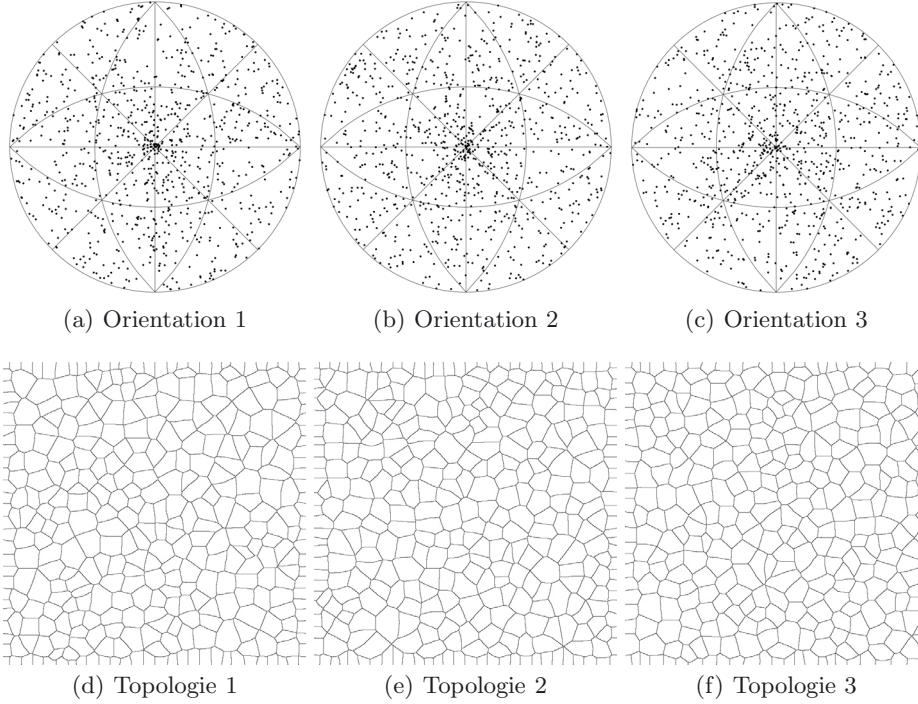 (a) Orientation 1
(b) Orientation 2
(c) Orientation 3
(d) Topologie 1
(e) Topologie 2
(f) Topologie 3